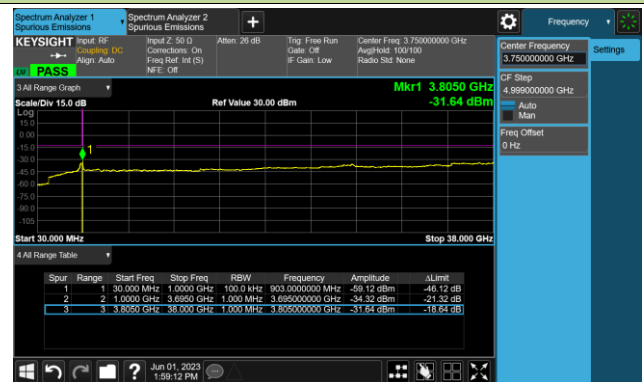 Spectrum Analyzer 1
Spurious Emissions
Spectrum Analyzer 2
Spurious Emissions
+
Frequency
KEYSIGHT
Input: RF
Coupling: DC
Align: Auto
Input Z: 50 Ω
Corrections: On
Freq Ref: Int (S)
NFE: Off
Atten: 26 dB
Trig: Free Run
Gate: Off
IF Gain: Low
Center Freq: 3.750000000 GHz
Avg|Hold: 100/100
Radio Std: None
PASS
Center Frequency
3.750000000 GHz
Settings
CF Step
4.999000000 GHz
Auto
Man
Freq Offset
0 Hz
3 All Range Graph
Mkr1 3.8050 GHz
-31.64 dBm
Scale/Div 15.0 dB
Ref Value 30.00 dBm
Log
15.0
0.00
-15.0
-30.0
-45.0
-60.0
-75.0
-90.0
-105
1
Start 30.000 MHz
Stop 38.000 GHz
4 All Range Table
Spur Range Start Freq Stop Freq RBW Frequency Amplitude ΔLimit
1 1 30.000 MHz 1.0000 GHz 100.0 kHz 903.0000000 MHz -59.12 dBm -46.12 dB
2 2 1.0000 GHz 3.6950 GHz 1.000 MHz 3.695000000 GHz -34.32 dBm -21.32 dB
3 3 3.8050 GHz 38.000 GHz 1.000 MHz 3.805000000 GHz -31.64 dBm -18.64 dB
?
Jun 01, 2023
1:59:12 PM